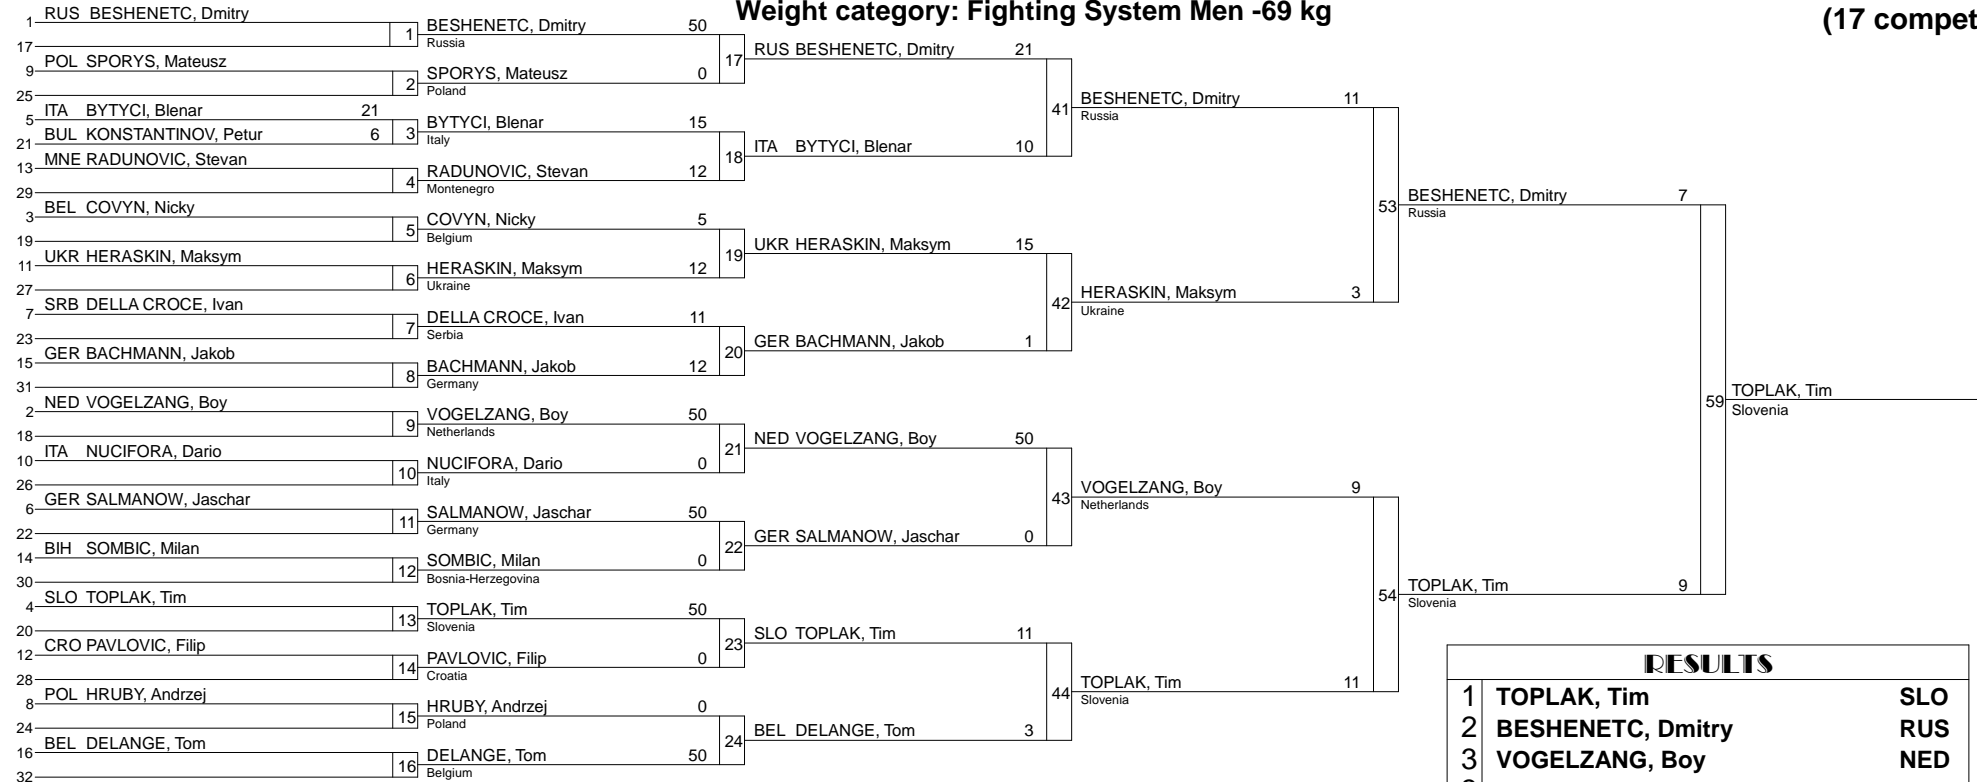 Weight category: Fighting System Men -69 kg
(17 compet
1 RUS BESHENETC, Dmitry
17
1
9 POL SPORYS, Mateusz
25
2
5 ITA BYTYCI, Blenar 21
21 BUL KONSTANTINOV, Petur 6
3
13 MNE RADUNOVIC, Stevan
29
4
3 BEL COVYN, Nicky
19
5
11 UKR HERASKIN, Maksym
27
6
7 SRB DELLA CROCE, Ivan
23
7
15 GER BACHMANN, Jakob
31
8
2 NED VOGELZANG, Boy
18
9
10 ITA NUCIFORA, Dario
26
10
6 GER SALMANOW, Jaschar
22
11
14 BIH SOMBIC, Milan
30
12
4 SLO TOPLAK, Tim
20
13
12 CRO PAVLOVIC, Filip
28
14
8 POL HRUBY, Andrzej
24
15
16 BEL DELANGE, Tom
32
16
BESHENETC, Dmitry 50
Russia
17
SPORYS, Mateusz 0
Poland
BYTYCI, Blenar 15
Italy
18
RADUNOVIC, Stevan 12
Montenegro
COVYN, Nicky 5
Belgium
19
HERASKIN, Maksym 12
Ukraine
DELLA CROCE, Ivan 11
Serbia
20
BACHMANN, Jakob 12
Germany
VOGELZANG, Boy 50
Netherlands
21
NUCIFORA, Dario 0
Italy
SALMANOW, Jaschar 50
Germany
22
SOMBIC, Milan 0
Bosnia-Herzegovina
TOPLAK, Tim 50
Slovenia
23
PAVLOVIC, Filip 0
Croatia
HRUBY, Andrzej 0
Poland
24
DELANGE, Tom 50
Belgium
RUS BESHENETC, Dmitry 21
41
ITA BYTYCI, Blenar 10
UKR HERASKIN, Maksym 15
42
GER BACHMANN, Jakob 1
NED VOGELZANG, Boy 50
43
GER SALMANOW, Jaschar 0
SLO TOPLAK, Tim 11
44
BEL DELANGE, Tom 3
BESHENETC, Dmitry 11
Russia
53
HERASKIN, Maksym 3
Ukraine
VOGELZANG, Boy 9
Netherlands
54
TOPLAK, Tim 11
Slovenia
BESHENETC, Dmitry 7
Russia
59
TOPLAK, Tim 9
Slovenia
TOPLAK, Tim
Slovenia
RESULTS
1 TOPLAK, Tim SLO
2 BESHENETC, Dmitry RUS
3 VOGELZANG, Boy NED